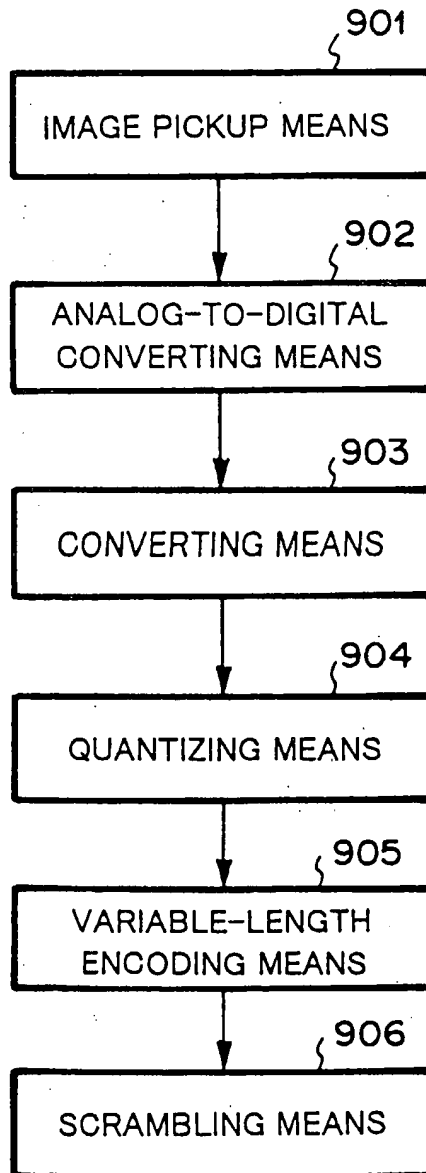 901
IMAGE PICKUP MEANS
902
ANALOG-TO-DIGITAL
CONVERTING MEANS
903
CONVERTING MEANS
904
QUANTIZING MEANS
905
VARIABLE-LENGTH
ENCODING MEANS
906
SCRAMBLING MEANS